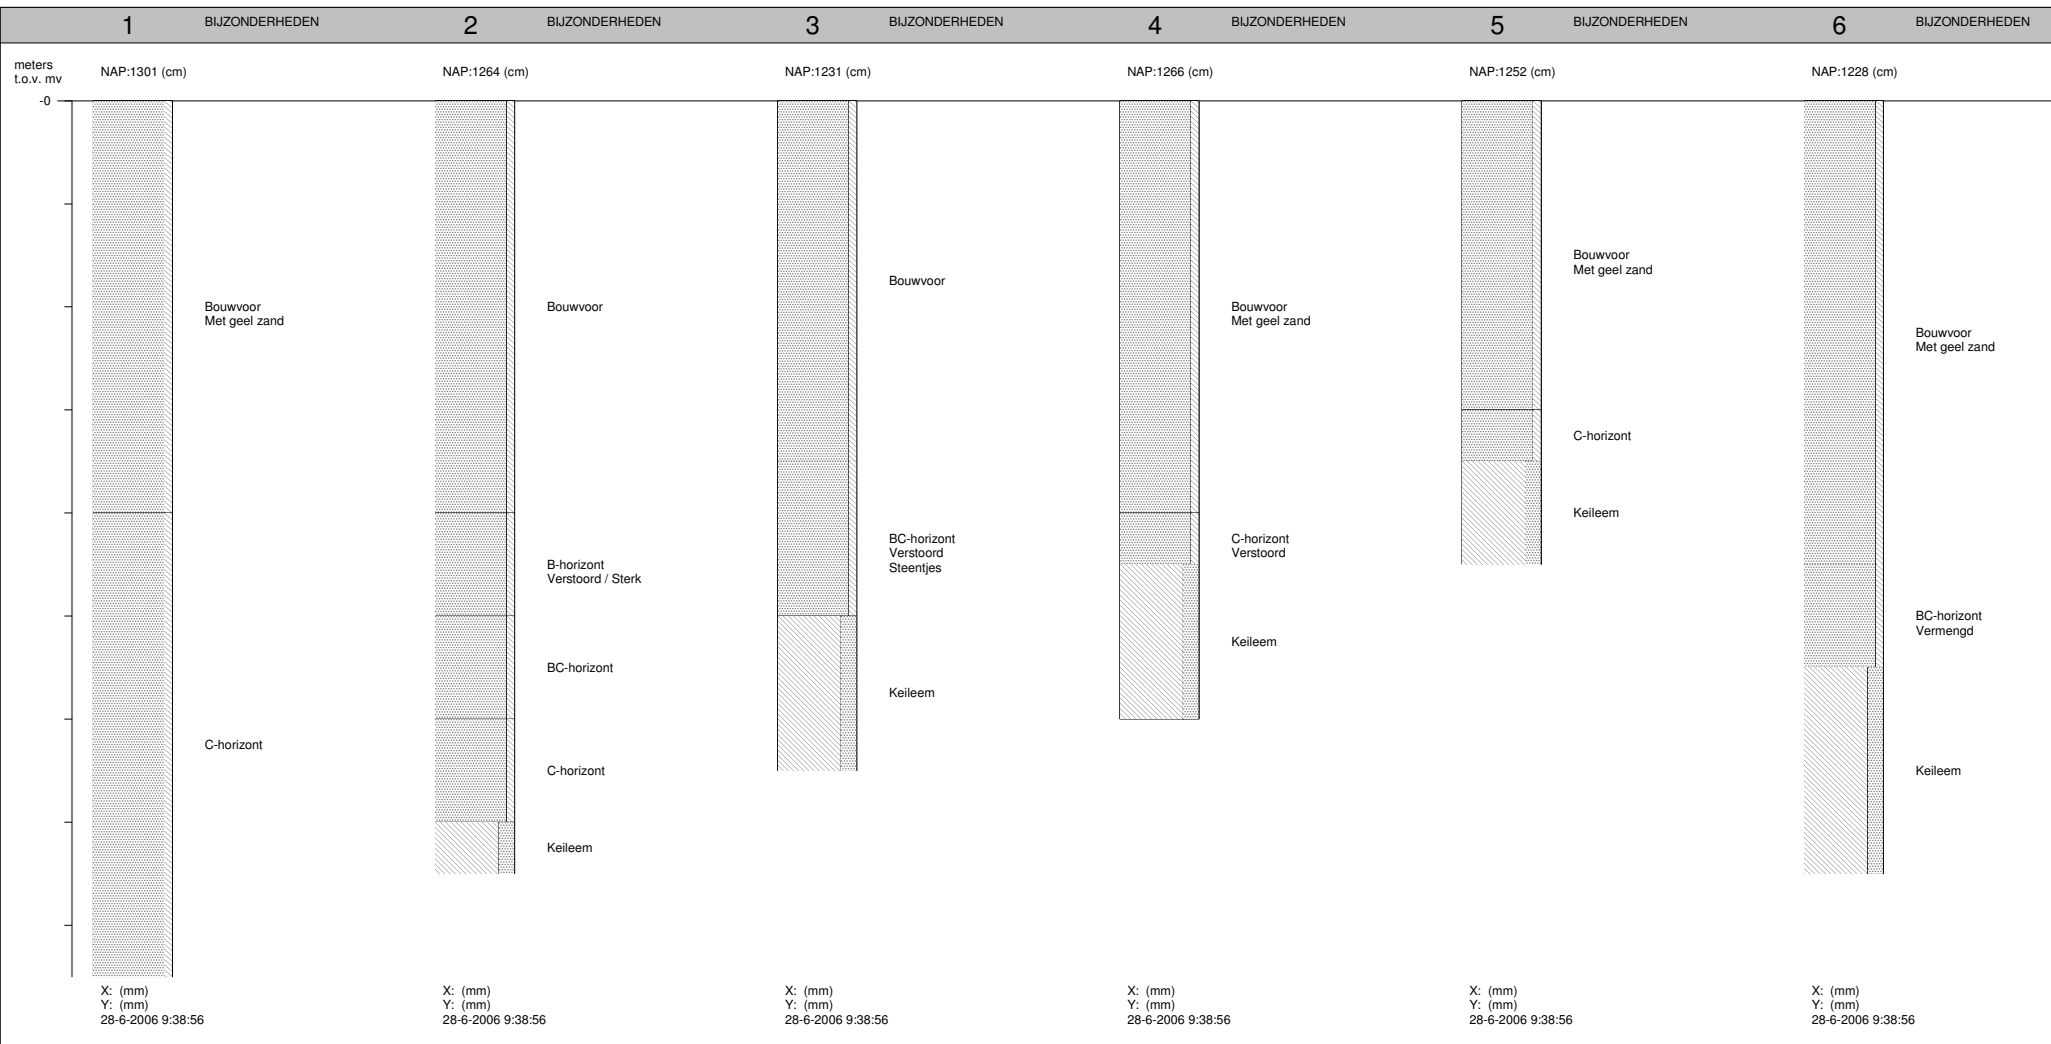 1 BIJZONDERHEDEN 2 BIJZONDERHEDEN 3 BIJZONDERHEDEN 4 BIJZONDERHEDEN 5 BIJZONDERHEDEN 6 BIJZONDERHEDEN
meters
t.o.v. mv
NAP:1301 (cm) NAP:1264 (cm) NAP:1231 (cm) NAP:1266 (cm) NAP:1252 (cm) NAP:1228 (cm)
-0
Bouwvoor
Met geel zand
C-horizont
X: (mm)
Y: (mm)
28-6-2006 9:38:56
Bouwvoor
B-horizont
Verstoord / Sterk
BC-horizont
C-horizont
Keileem
X: (mm)
Y: (mm)
28-6-2006 9:38:56
Bouwvoor
BC-horizont
Verstoord
Steentjes
Keileem
X: (mm)
Y: (mm)
28-6-2006 9:38:56
Bouwvoor
Met geel zand
C-horizont
Verstoord
Keileem
X: (mm)
Y: (mm)
28-6-2006 9:38:56
Bouwvoor
Met geel zand
C-horizont
Keileem
X: (mm)
Y: (mm)
28-6-2006 9:38:56
Bouwvoor
Met geel zand
BC-horizont
Vermengd
Keileem
X: (mm)
Y: (mm)
28-6-2006 9:38:56